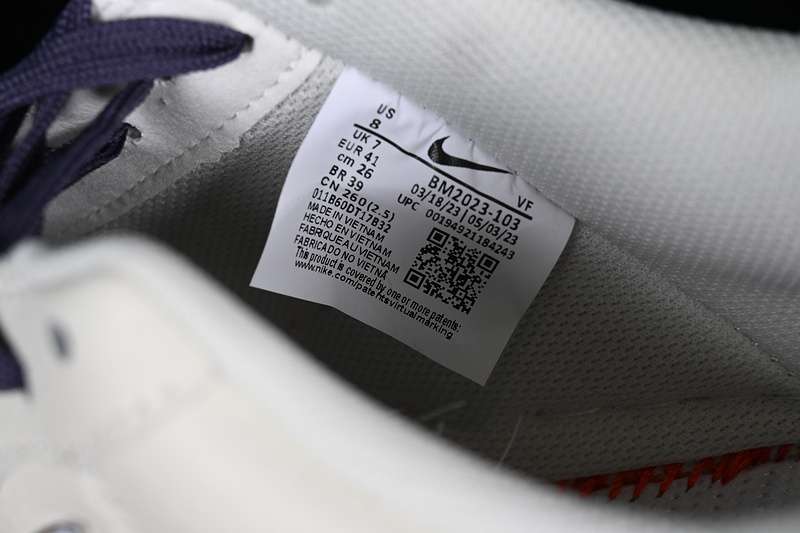 US
8
UK 7
EUR 41
cm 26
BR 39
CN 260(2.5)
011B60DT17B32
MADE IN VIETNAM
HECHO EN VIETNAM
FABRIQUE AU VIETNAM
FABRICADO NO VIETNÃ
This product is covered by one or more patents:
www.nike.com/patentsvirtualmarking
VF
BM2023-103
03/18/23 | 05/03/23
UPC 00194921184243